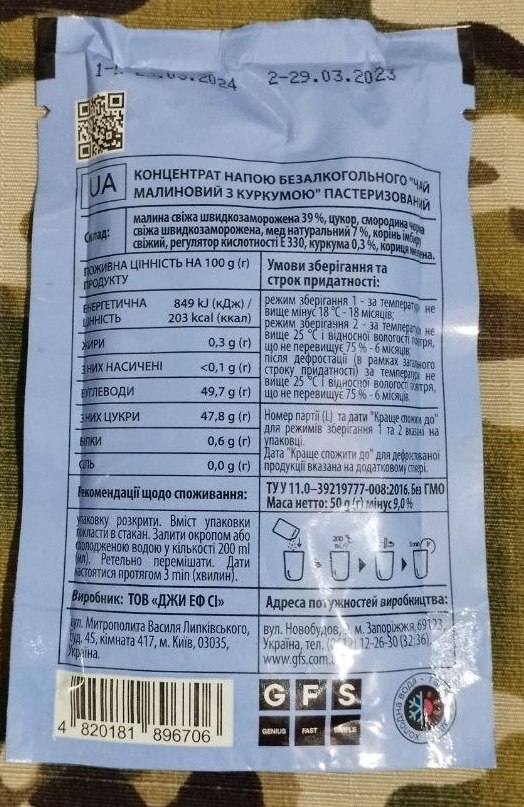 2024 2-29.03.2023
UA
КОНЦЕНТРАТ НАПОЮ БЕЗАЛКОГОЛЬНОГО "ЧАЙ
МАЛИНОВИЙ З КУРКУМОЮ" ПАСТЕРИЗОВАНИЙ
Склад:
малина свіжа швидкозаморожена 39 %, цукор, смородина чорна
свіжа швидкозаморожена, мед натуральний 7 %, корінь імбиру
свіжий, регулятор кислотності Е 330, куркума 0,3 %, кориця мелена.
ПОЖИВНА ЦІННІСТЬ НА 100 g (г)
ПРОДУКТУ
ЕНЕРГЕТИЧНА 849 kJ (кДж) /
ЦІННІСТЬ 203 kcal (ккал)
ЖИРИ 0,3 g (г)
З НИХ НАСИЧЕНІ <0,1 g (г)
ВУГЛЕВОДИ 49,7 g (г)
З НИХ ЦУКРИ 47,8 g (г)
БІЛКИ 0,6 g (г)
СІЛЬ 0,0 g (г)
Умови зберігання та
строк придатності:
режим зберігання 1 - за температури не
вище мінус 18 °С - 18 місяців;
режим зберігання 2 - за температури не
вище 25 °С і відносної вологості повітря,
що не перевищує 75 % - 6 місяців;
після дефростації (в рамках загального
строку придатності) за температури не
вище 25 °С і відносної вологості повітря,
що не перевищує 75% - 6 місяців.
Номер партії (L) та дати "Краще спожити до"
для режимів зберігання 1 та 2 вказані на
упаковці.
Дата "Краще спожити до" для дефростованої
продукції вказана на додатковому стікері.
Рекомендації щодо споживання:
упаковку розкрити. Вміст упаковки
покласти в стакан. Залити окропом або
охолодженою водою у кількості 200 ml
(мл). Ретельно перемішати. Дати
настоятися протягом 3 min (хвилин).
ТУ У 11.0–39219777-008:2016. Без ГМО
Маса нетто: 50 g (г) мінус 9,0 %
Виробник: ТОВ «ДЖИ ЕФ СІ»
вул. Митрополита Василя Липківського,
буд. 45, кімната 417, м. Київ, 03035,
Україна.
Адреса потужностей виробництва:
вул. Новобудов, м. Запоріжжя, 69123,
Україна, тел. 12-26-30 (32;36),
www.gfs.com.
4 820181 896706
G F S
GENIUS FAST SIMPLE